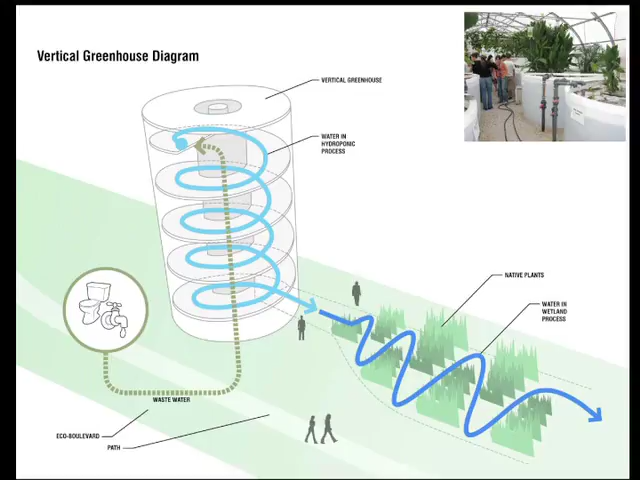 Vertical Greenhouse Diagram
VERTICAL GREENHOUSE
WATER IN
HYDROPONIC
PROCESS
NATIVE PLANTS
WATER IN
WETLAND
PROCESS
WASTE WATER
ECO-BOULEVARD
PATH